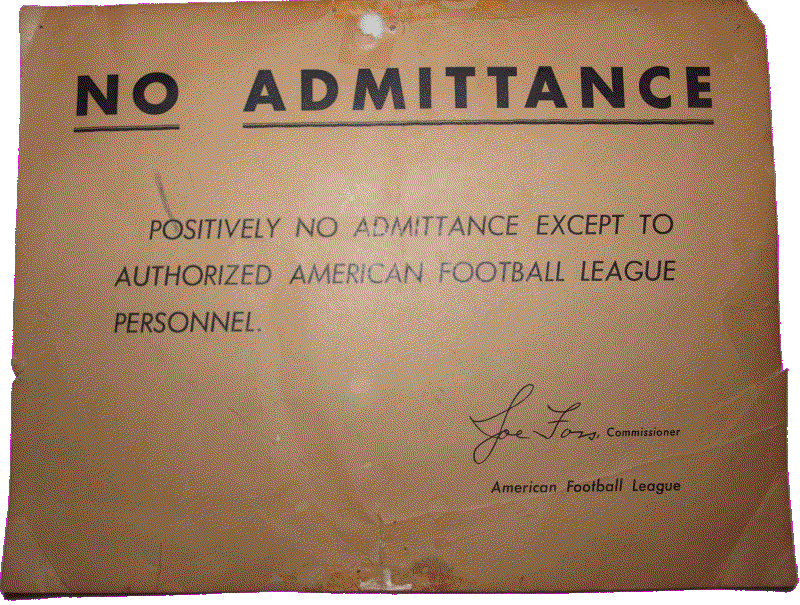 NO ADMITTANCE
POSITIVELY NO ADMITTANCE EXCEPT TO
AUTHORIZED AMERICAN FOOTBALL LEAGUE
PERSONNEL.
Joe Foss, Commissioner
American Football League